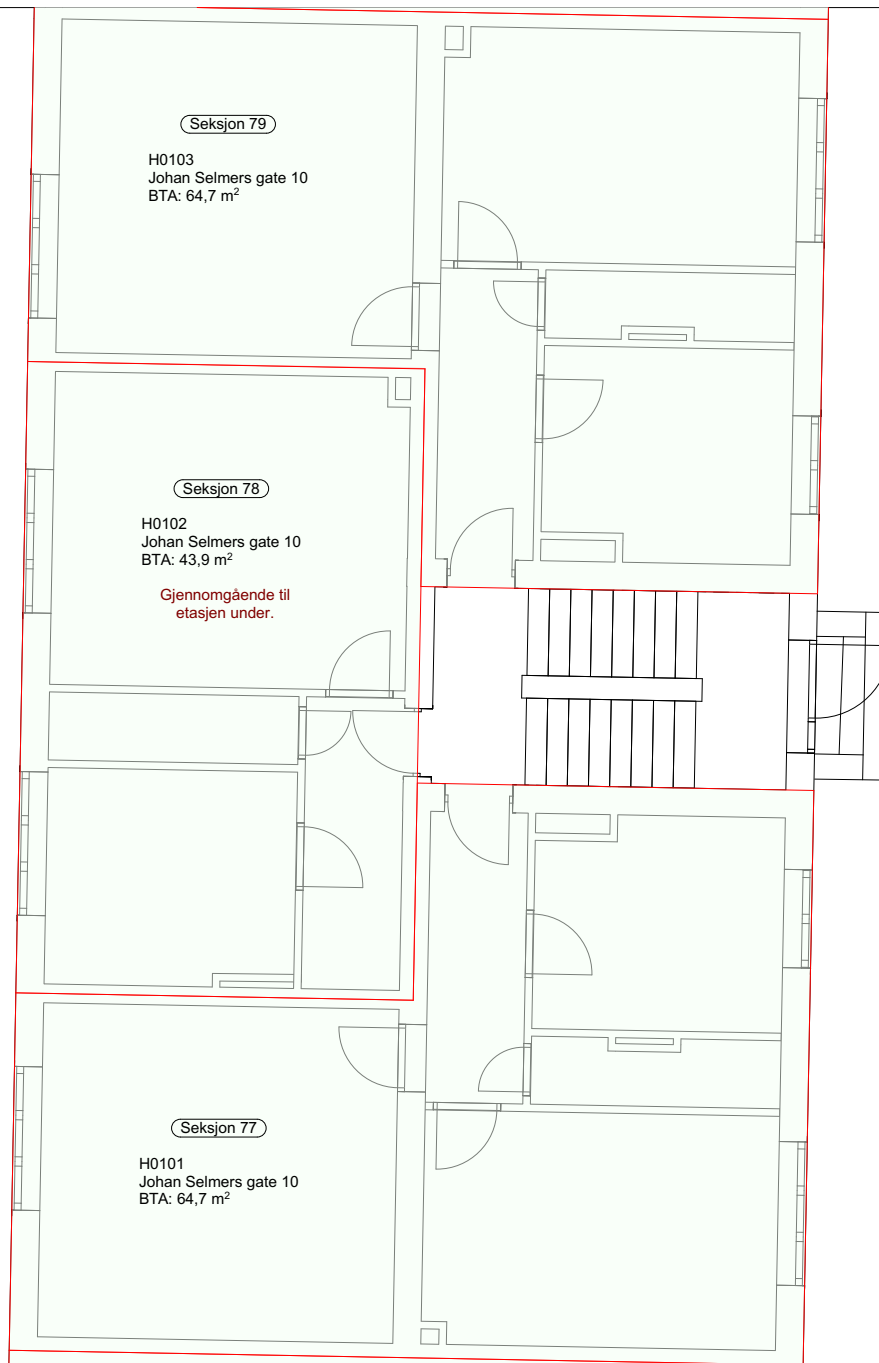 Seksjon 79
H0103
Johan Selmers gate 10
BTA: 64,7 m²
Seksjon 78
H0102
Johan Selmers gate 10
BTA: 43,9 m²
Gjennomgående til
etasjen under.
Seksjon 77
H0101
Johan Selmers gate 10
BTA: 64,7 m²